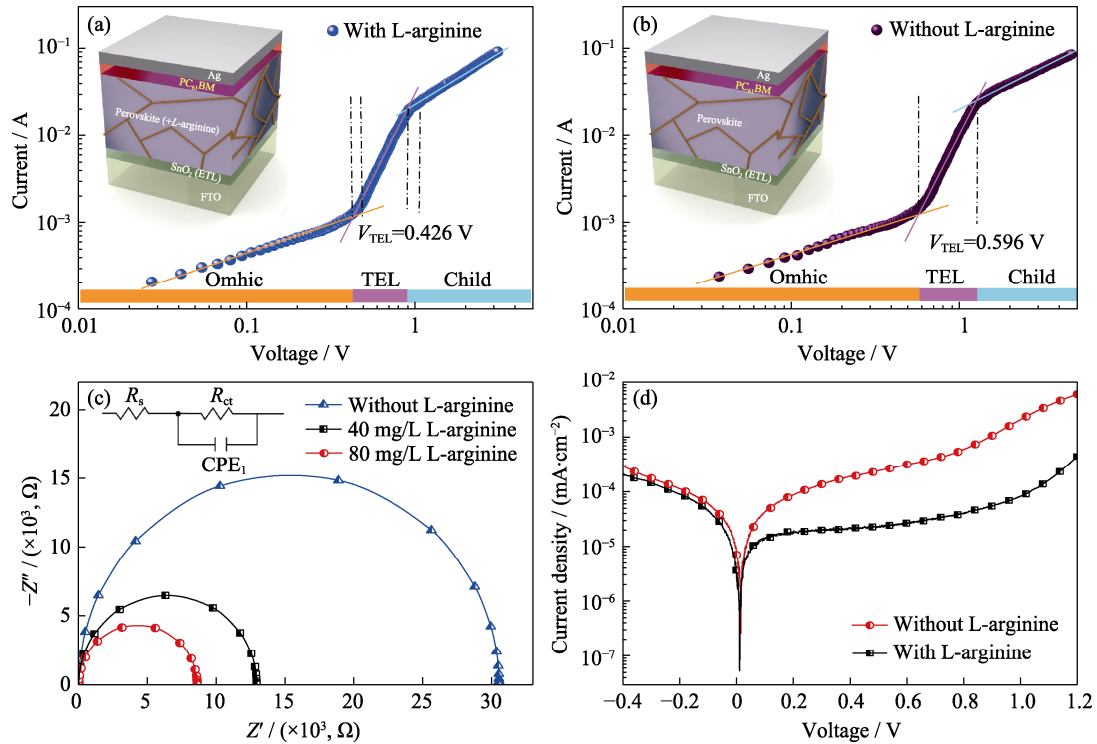 (a)
With L-arginine
Ag
PC₆₁BM
Perovskite (+L-arginine)
SnO₂ (ETL)
FTO
V_TEL=0.426 V
Omhic TEL Child
10⁻¹
10⁻²
10⁻³
10⁻⁴
Current / A
0.01 0.1 1
Voltage / V
(b)
Without L-arginine
Ag
PC₆₁BM
Perovskite
SnO₂ (ETL)
FTO
V_TEL=0.596 V
Omhic TEL Child
10⁻¹
10⁻²
10⁻³
10⁻⁴
Current / A
0.01 0.1 1
Voltage / V
(c)
R_s R_ct
CPE₁
Without L-arginine
40 mg/L L-arginine
80 mg/L L-arginine
20
15
10
5
0
−Z″ / (×10³, Ω)
0 5 10 15 20 25 30
Z′ / (×10³, Ω)
(d)
10⁻²
10⁻³
10⁻⁴
10⁻⁵
10⁻⁶
10⁻⁷
Current density / (mA·cm⁻²)
Without L-arginine
With L-arginine
−0.4 −0.2 0 0.2 0.4 0.6 0.8 1.0 1.2
Voltage / V